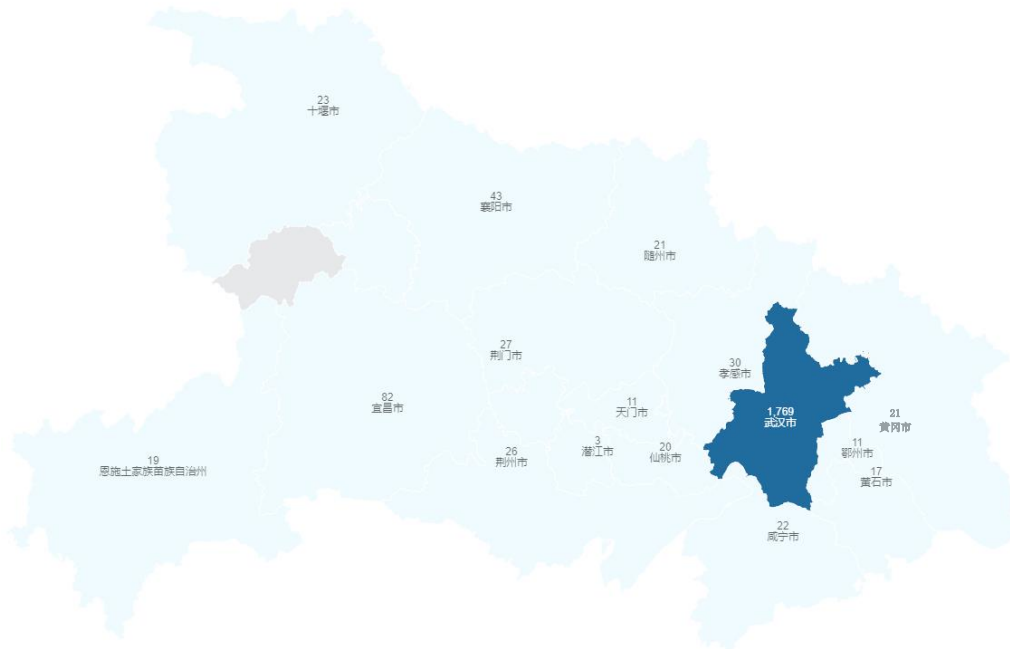 23
十堰市
43
襄阳市
21
随州市
27
荆门市
30
孝感市
82
宜昌市
11
天门市
1,769
武汉市
21
黄冈市
19
恩施土家族苗族自治州
26
荆州市
3
潜江市
20
仙桃市
11
鄂州市
17
黄石市
22
咸宁市